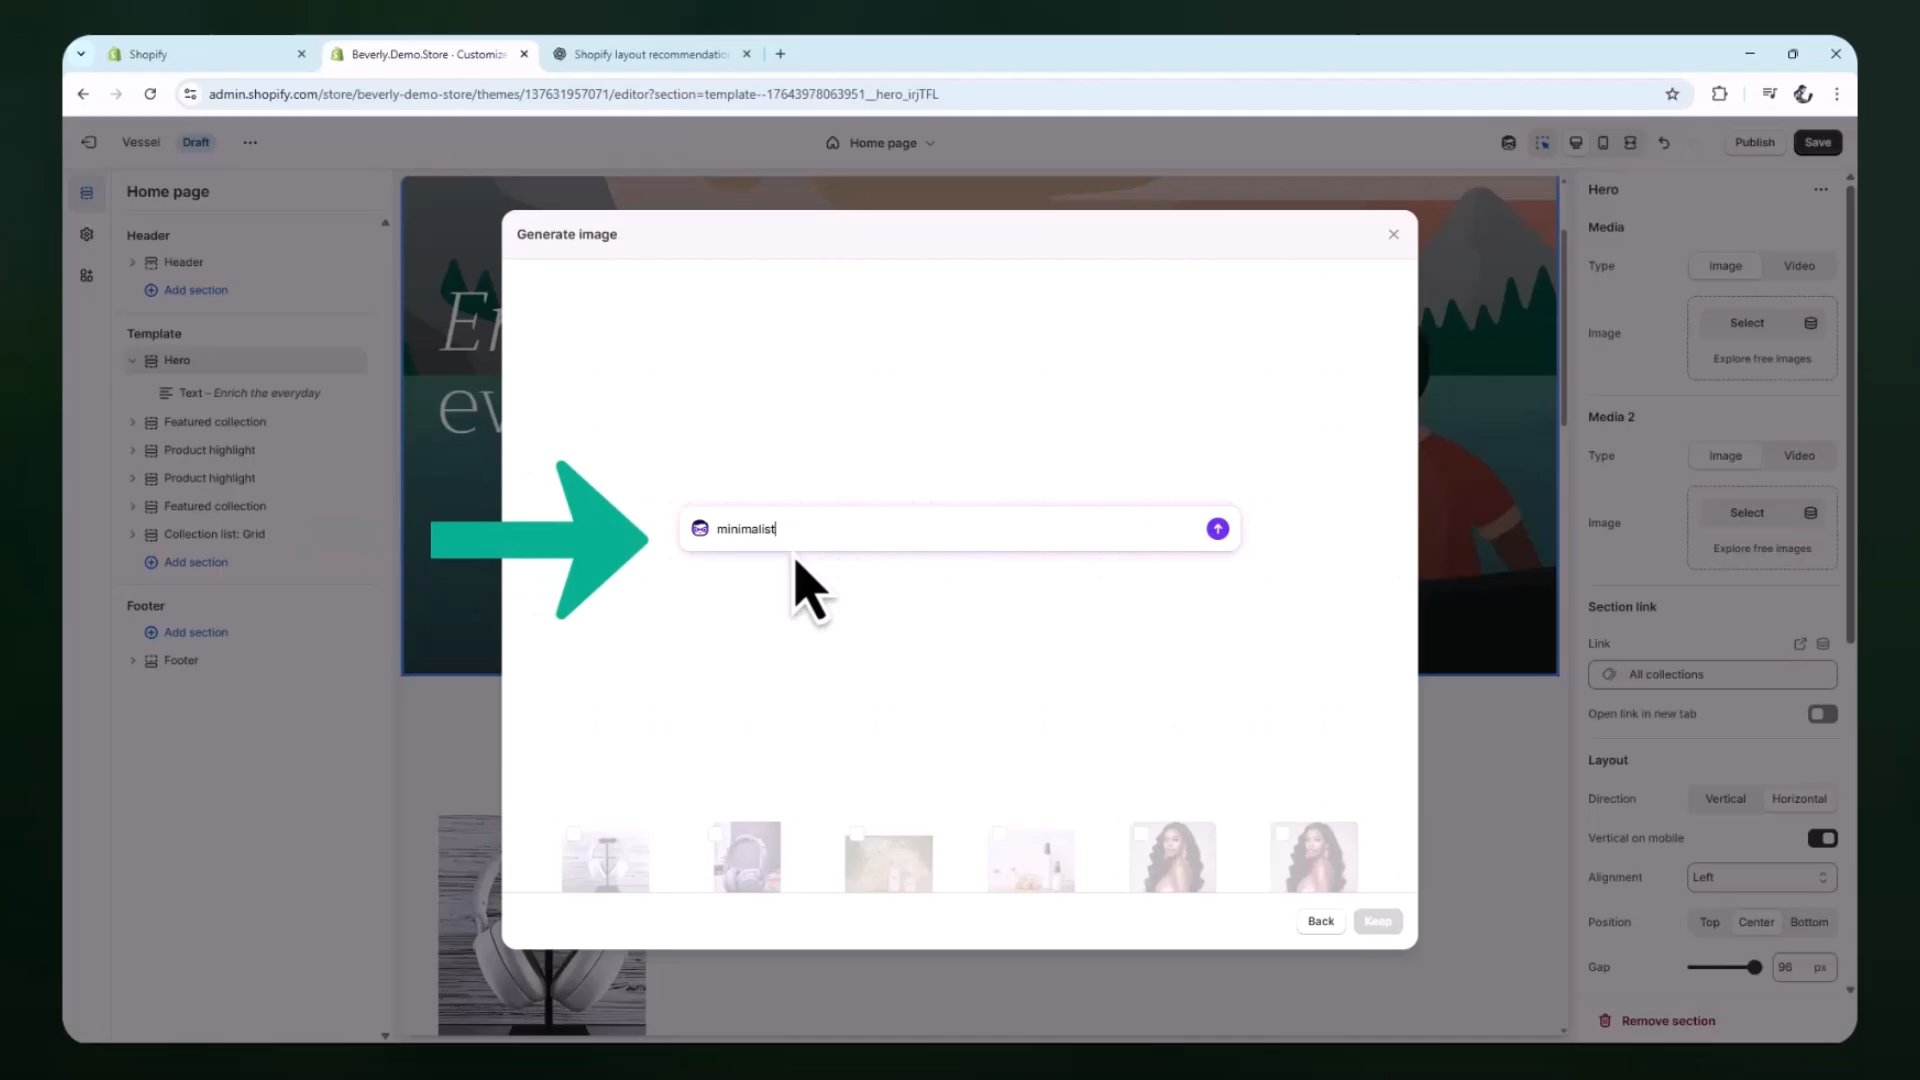 Shopify
Beverly.Demo.Store · Customize
Shopify layout recommendatio
admin.shopify.com/store/beverly-demo-store/themes/137631957071/editor?section=template--17643978063951__hero_irjTFL
Vessel
Draft
Home page
Publish
Save
Home page
Header
Header
Add section
Template
Hero
Text – Enrich the everyday
Featured collection
Product highlight
Product highlight
Featured collection
Collection list: Grid
Add section
Footer
Add section
Footer
Generate image
minimalist
Back
Keep
Hero
Media
Type
Image
Video
Image
Select
Explore free images
Media 2
Type
Image
Video
Image
Select
Explore free images
Section link
Link
All collections
Open link in new tab
Layout
Direction
Vertical
Horizontal
Vertical on mobile
Alignment
Left
Position
Top
Center
Bottom
Gap
96
px
Remove section